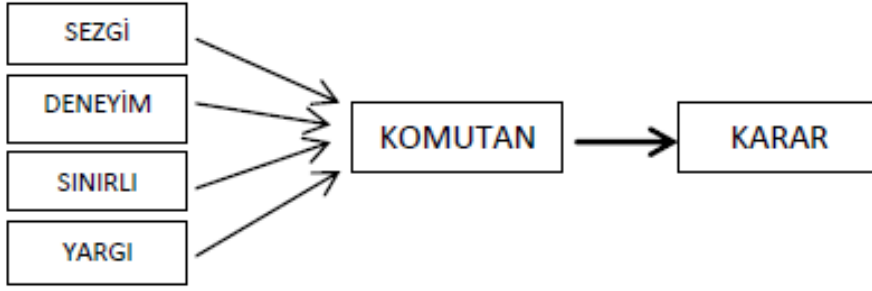 SEZGİ
DENEYİM
SINIRLI
YARGI
KOMUTAN
KARAR